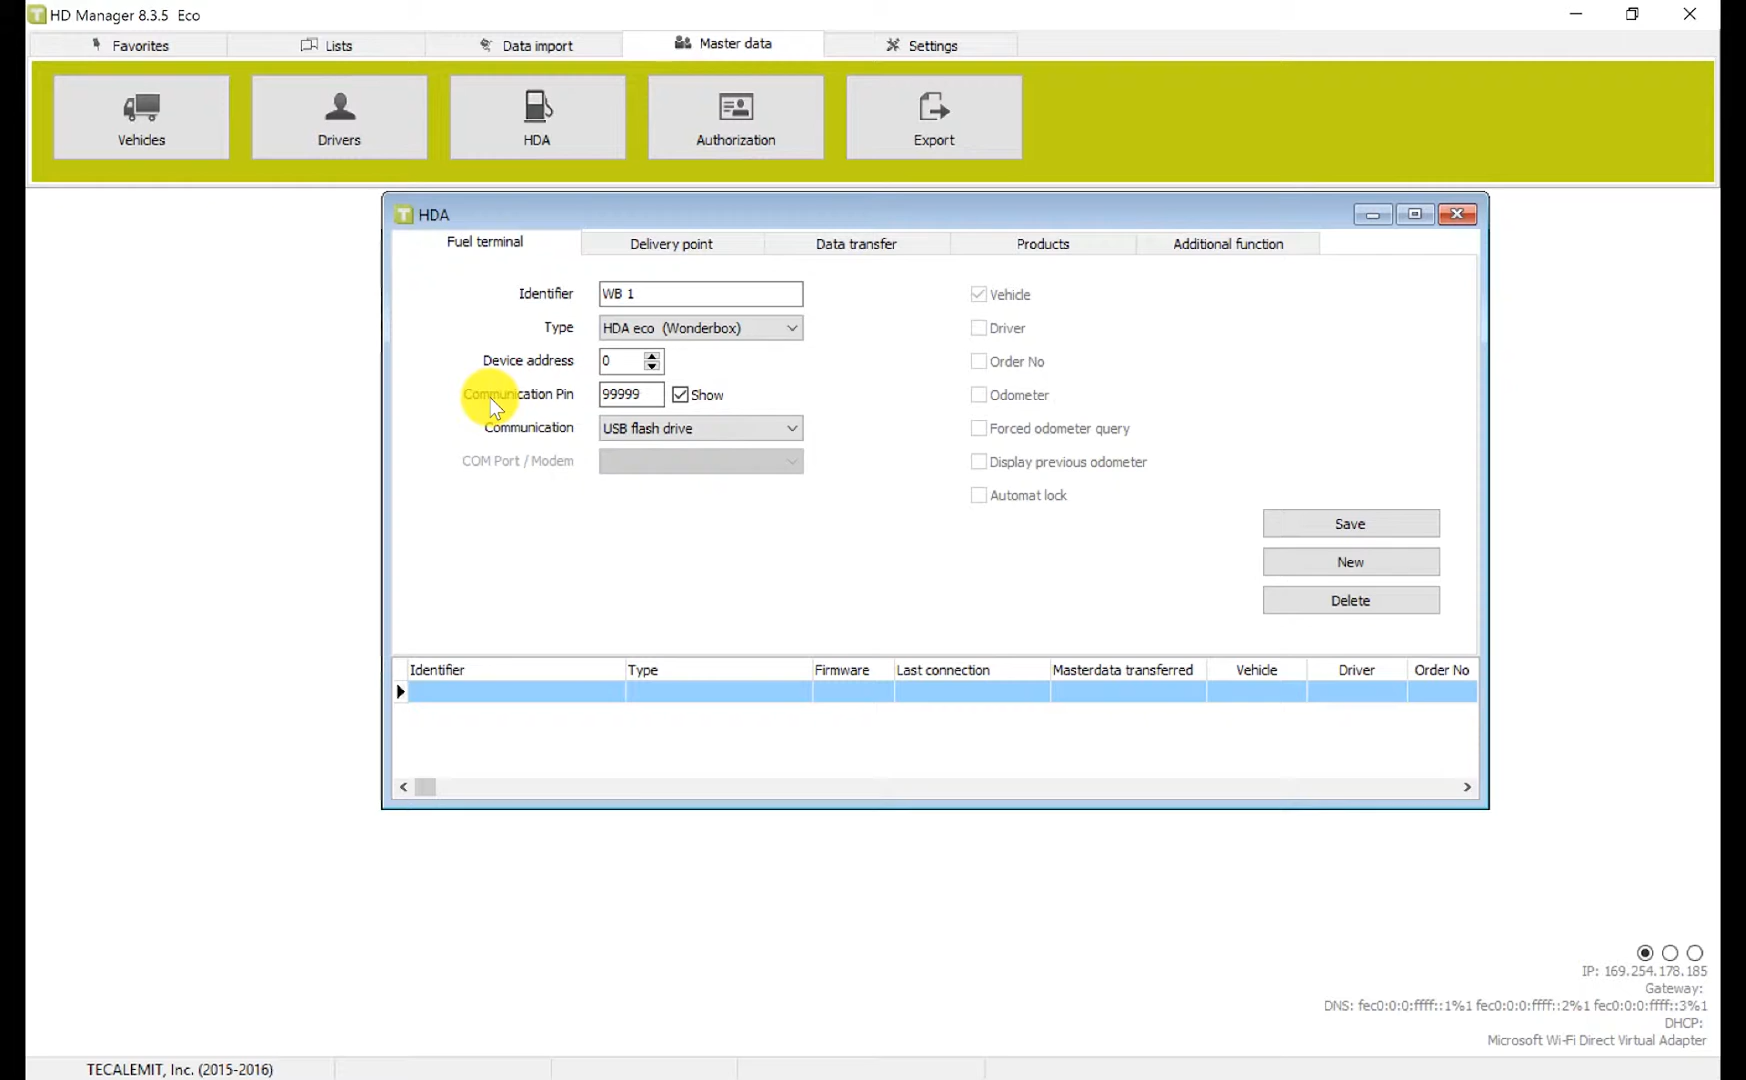 HD Manager 8.3.5 Eco
Favorites Lists Data import Master data Settings
Vehicles Drivers HDA Authorization Export
HDA
Fuel terminal Delivery point Data transfer Products Additional function
Identifier WB 1 Vehicle
Type HDA eco (Wonderbox) Driver
Device address 0 Order No
Communication Pin 99999 Show Odometer
Communication USB flash drive Forced odometer query
COM Port / Modem Display previous odometer
Automat lock
Save
New
Delete
Identifier Type Firmware Last connection Masterdata transferred Vehicle Driver Order No
IP: 169.254.178.185
Gateway:
DNS: fec0:0:0:ffff::1%1 fec0:0:0:ffff::2%1 fec0:0:0:ffff::3%1
DHCP:
Microsoft Wi-Fi Direct Virtual Adapter
TECALEMIT, Inc. (2015-2016)